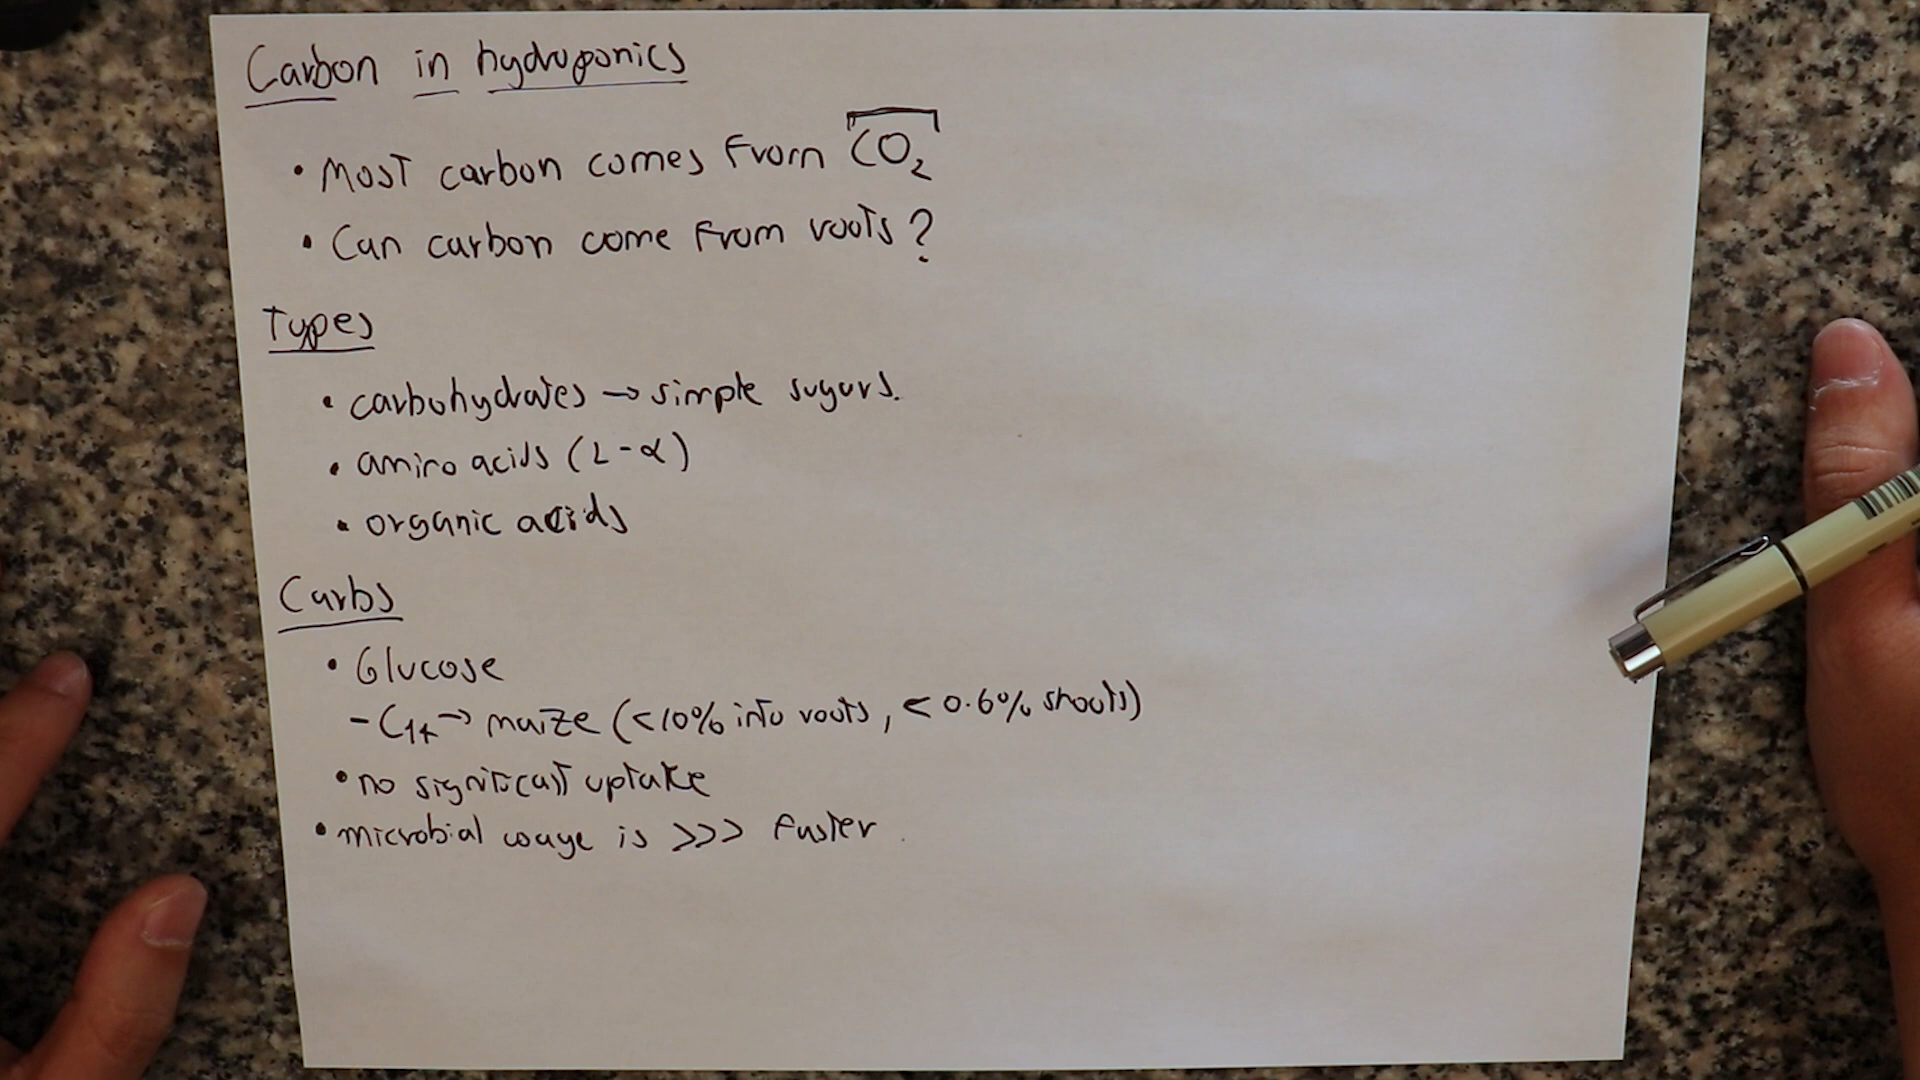 Carbon in hydroponics
• Most carbon comes from CO₂
• Can carbon come from roots?
Types
• carbohydrates → simple sugars.
• amino acids (L-α)
• organic acids
Carbs
• Glucose
- C14 → maize (<10% into roots, <0.6% shoots)
• no significant uptake
• microbial usage is >>> faster